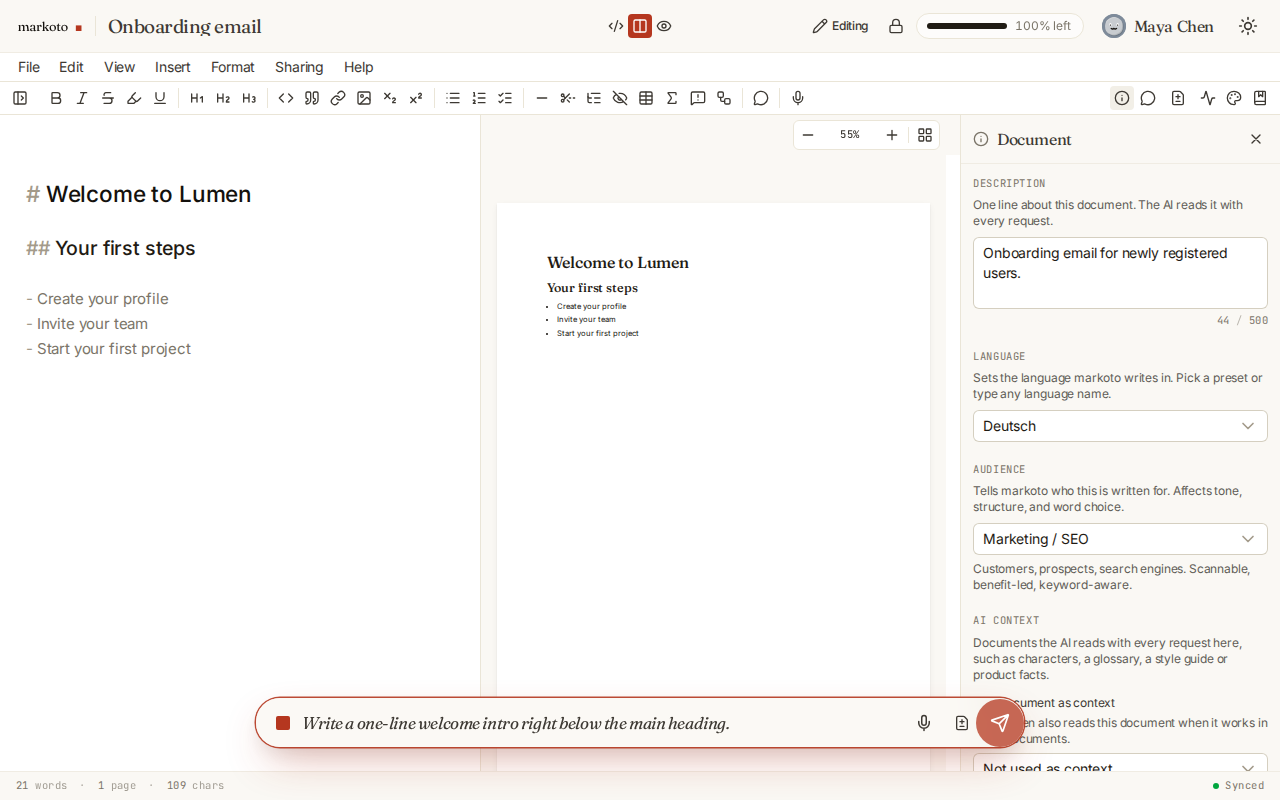 markoto
Onboarding email
Editing
100% left
Maya Chen
File Edit View Insert Format Sharing Help
H1 H2 H3
55%
# Welcome to Lumen
## Your first steps
- Create your profile
- Invite your team
- Start your first project
Welcome to Lumen
Your first steps
• Create your profile
• Invite your team
• Start your first project
Document
DESCRIPTION
One line about this document. The AI reads it with
every request.
Onboarding email for newly registered
users.
44 / 500
LANGUAGE
Sets the language markoto writes in. Pick a preset or
type any language name.
Deutsch
AUDIENCE
Tells markoto who this is written for. Affects tone,
structure, and word choice.
Marketing / SEO
Customers, prospects, search engines. Scannable,
benefit-led, keyword-aware.
AI CONTEXT
Documents the AI reads with every request here,
such as characters, a glossary, a style guide or
product facts.
as context
also reads this document when it works in
Not used as context
Write a one-line welcome intro right below the main heading.
21 words · 1 page · 109 chars
Synced